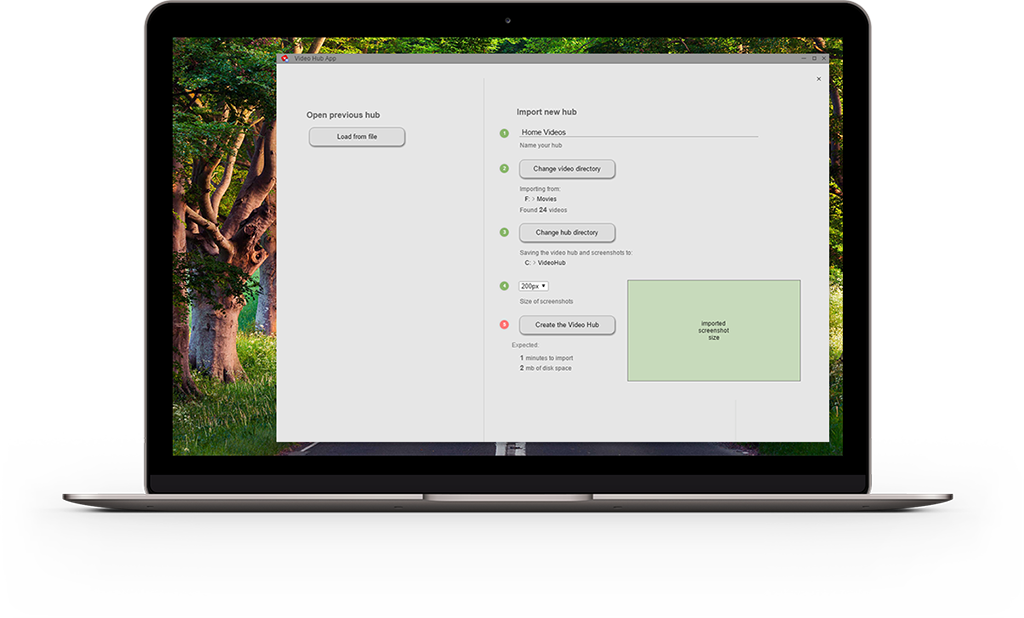 Video Hub App
Open previous hub
Load from file
Import new hub
1
Home Videos
Name your hub
2
Change video directory
Importing from:
F: > Movies
Found 24 videos
3
Change hub directory
Saving the video hub and screenshots to:
C: > VideoHub
4
200px
Size of screenshots
5
Create the Video Hub
Expected:
1 minutes to import
2 mb of disk space
imported
screenshot
size